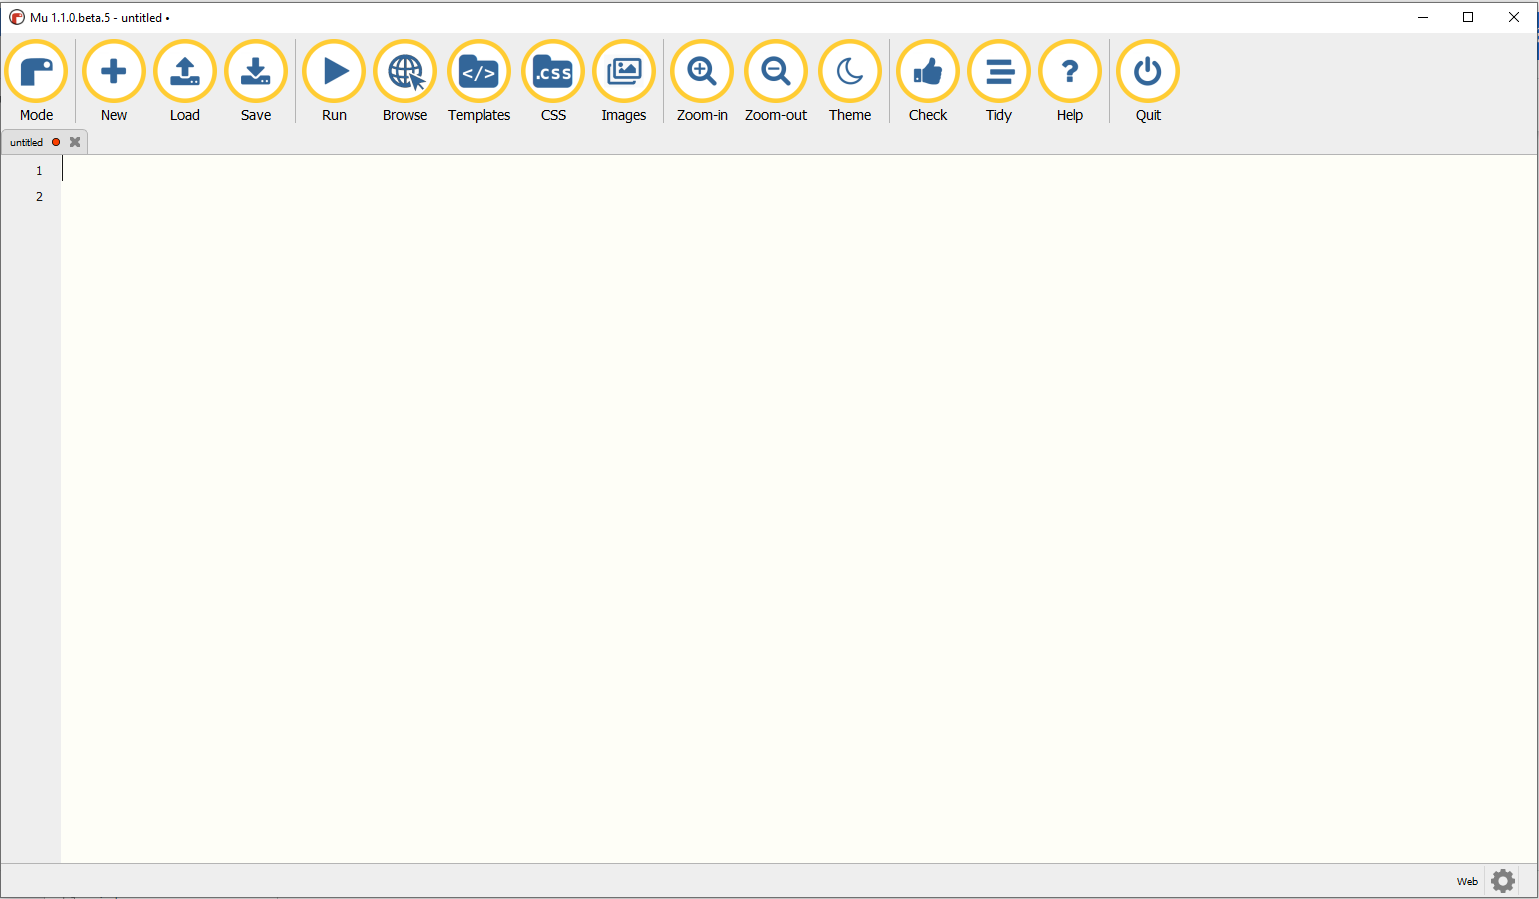 Mu 1.1.0.beta.5 - untitled •
</> .css ?
Mode New Load Save Run Browse Templates CSS Images Zoom-in Zoom-out Theme Check Tidy Help Quit
untitled
1
2
Web